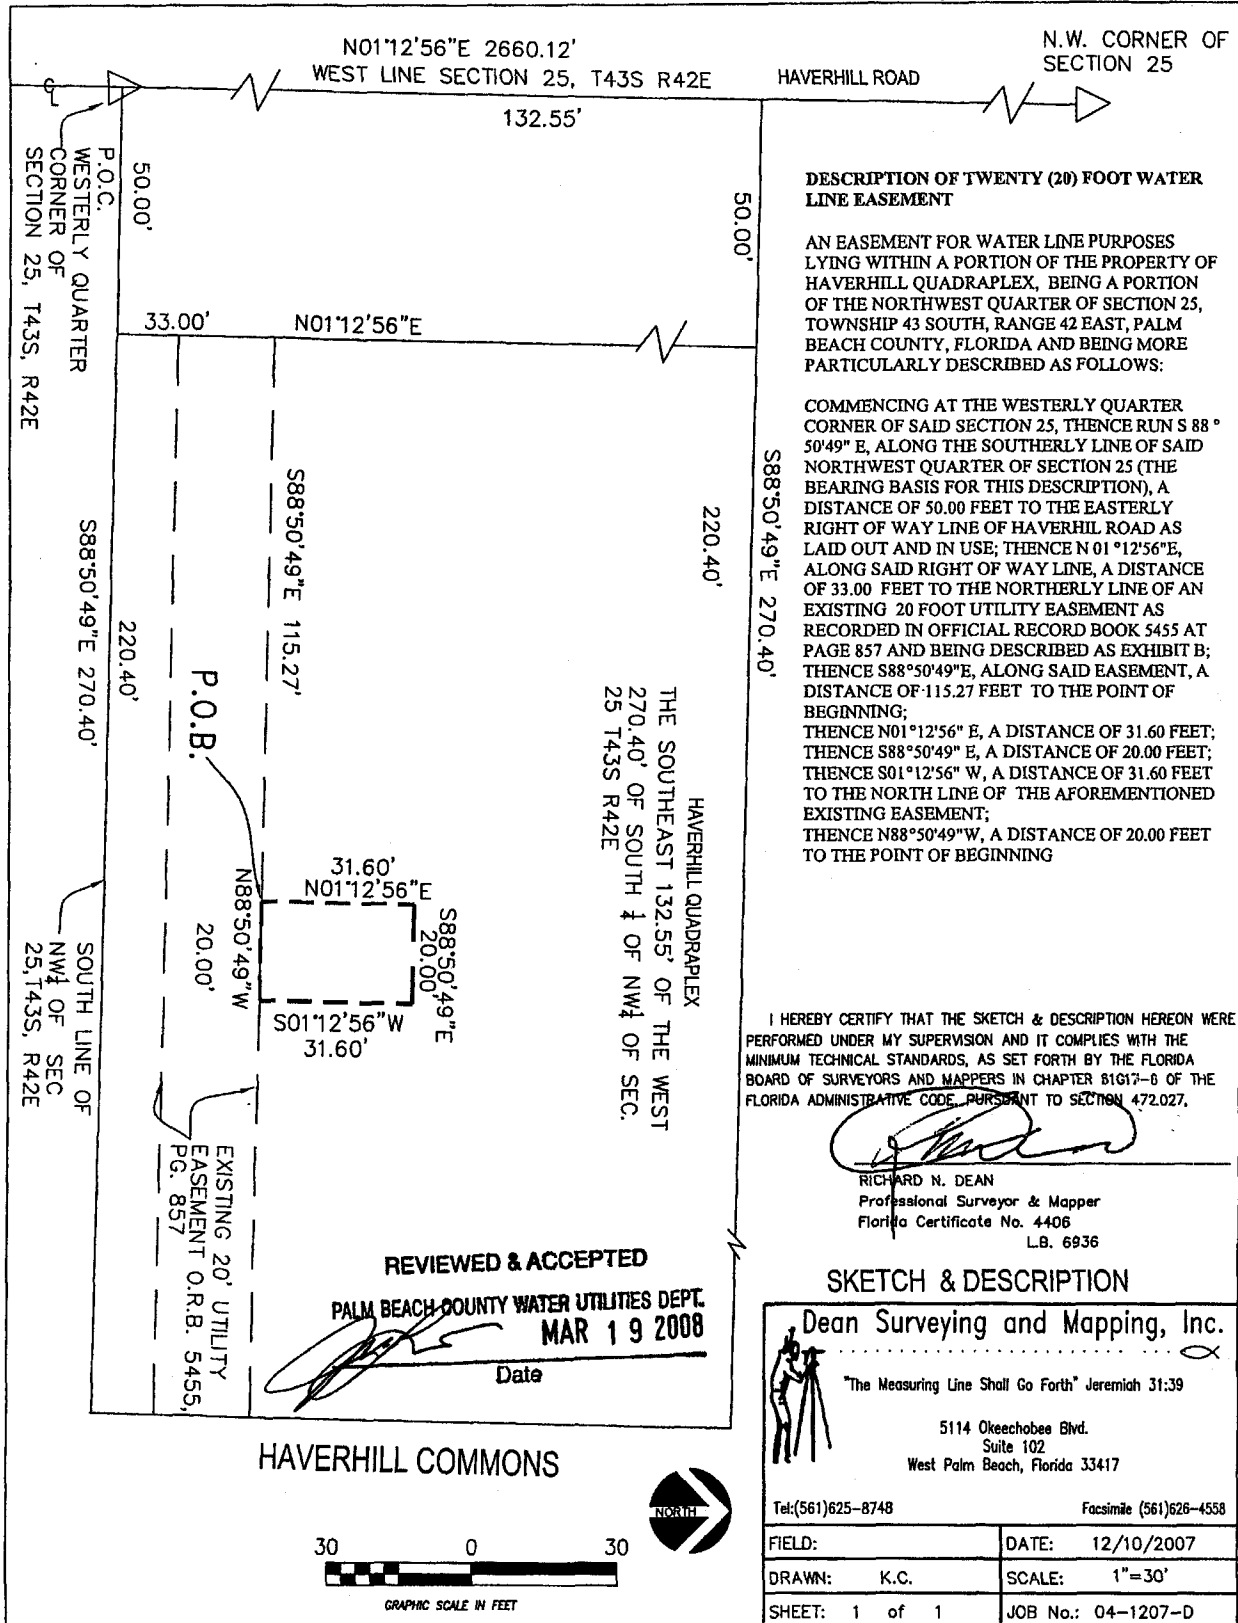 N01°12'56"E 2660.12'
WEST LINE SECTION 25, T43S R42E
HAVERHILL ROAD
N.W. CORNER OF
SECTION 25
132.55'
P.O.C.
WESTERLY QUARTER
CORNER OF
SECTION 25, T43S, R42E
50.00'
50.00'
33.00'
N01°12'56"E
S88°50'49"E 115.27'
S88°50'49"E 270.40'
220.40'
S88°50'49"E 270.40'
220.40'
P.O.B.
HAVERHILL QUADRAPLEX
THE SOUTHEAST 132.55' OF THE WEST
270.40' OF SOUTH ½ OF NW¼ OF SEC.
25 T43S R42E
31.60'
N01°12'56"E
S88°50'49"E
20.00'
N88°50'49"W
20.00'
S01°12'56"W
31.60'
SOUTH LINE OF
NW¼ OF SEC
25,T43S, R42E
EXISTING 20' UTILITY
EASEMENT O.R.B. 5455,
PG. 857
DESCRIPTION OF TWENTY (20) FOOT WATER
LINE EASEMENT
AN EASEMENT FOR WATER LINE PURPOSES
LYING WITHIN A PORTION OF THE PROPERTY OF
HAVERHILL QUADRAPLEX, BEING A PORTION
OF THE NORTHWEST QUARTER OF SECTION 25,
TOWNSHIP 43 SOUTH, RANGE 42 EAST, PALM
BEACH COUNTY, FLORIDA AND BEING MORE
PARTICULARLY DESCRIBED AS FOLLOWS:
COMMENCING AT THE WESTERLY QUARTER
CORNER OF SAID SECTION 25, THENCE RUN S 88 °
50'49" E, ALONG THE SOUTHERLY LINE OF SAID
NORTHWEST QUARTER OF SECTION 25 (THE
BEARING BASIS FOR THIS DESCRIPTION), A
DISTANCE OF 50.00 FEET TO THE EASTERLY
RIGHT OF WAY LINE OF HAVERHIL ROAD AS
LAID OUT AND IN USE; THENCE N 01 °12'56"E,
ALONG SAID RIGHT OF WAY LINE, A DISTANCE
OF 33.00 FEET TO THE NORTHERLY LINE OF AN
EXISTING 20 FOOT UTILITY EASEMENT AS
RECORDED IN OFFICIAL RECORD BOOK 5455 AT
PAGE 857 AND BEING DESCRIBED AS EXHIBIT B;
THENCE S88°50'49"E, ALONG SAID EASEMENT, A
DISTANCE OF 115.27 FEET TO THE POINT OF
BEGINNING;
THENCE N01°12'56" E, A DISTANCE OF 31.60 FEET;
THENCE S88°50'49" E, A DISTANCE OF 20.00 FEET;
THENCE S01°12'56" W, A DISTANCE OF 31.60 FEET
TO THE NORTH LINE OF THE AFOREMENTIONED
EXISTING EASEMENT;
THENCE N88°50'49"W, A DISTANCE OF 20.00 FEET
TO THE POINT OF BEGINNING
I HEREBY CERTIFY THAT THE SKETCH & DESCRIPTION HEREON WERE
PERFORMED UNDER MY SUPERVISION AND IT COMPLIES WITH THE
MINIMUM TECHNICAL STANDARDS, AS SET FORTH BY THE FLORIDA
BOARD OF SURVEYORS AND MAPPERS IN CHAPTER 61G17-6 OF THE
FLORIDA ADMINISTRATIVE CODE, PURSUANT TO SECTION 472.027.
RICHARD N. DEAN
Professional Surveyor & Mapper
Florida Certificate No. 4406
L.B. 6936
REVIEWED & ACCEPTED
PALM BEACH COUNTY WATER UTILITIES DEPT.
MAR 19 2008
Date
HAVERHILL COMMONS
NORTH
30 0 30
GRAPHIC SCALE IN FEET
SKETCH & DESCRIPTION
Dean Surveying and Mapping, Inc.
"The Measuring Line Shall Go Forth" Jeremiah 31:39
5114 Okeechobee Blvd.
Suite 102
West Palm Beach, Florida 33417
Tel:(561)625-8748 Facsimile (561)626-4558
FIELD: DATE: 12/10/2007
DRAWN: K.C. SCALE: 1"=30'
SHEET: 1 of 1 JOB No.: 04-1207-D